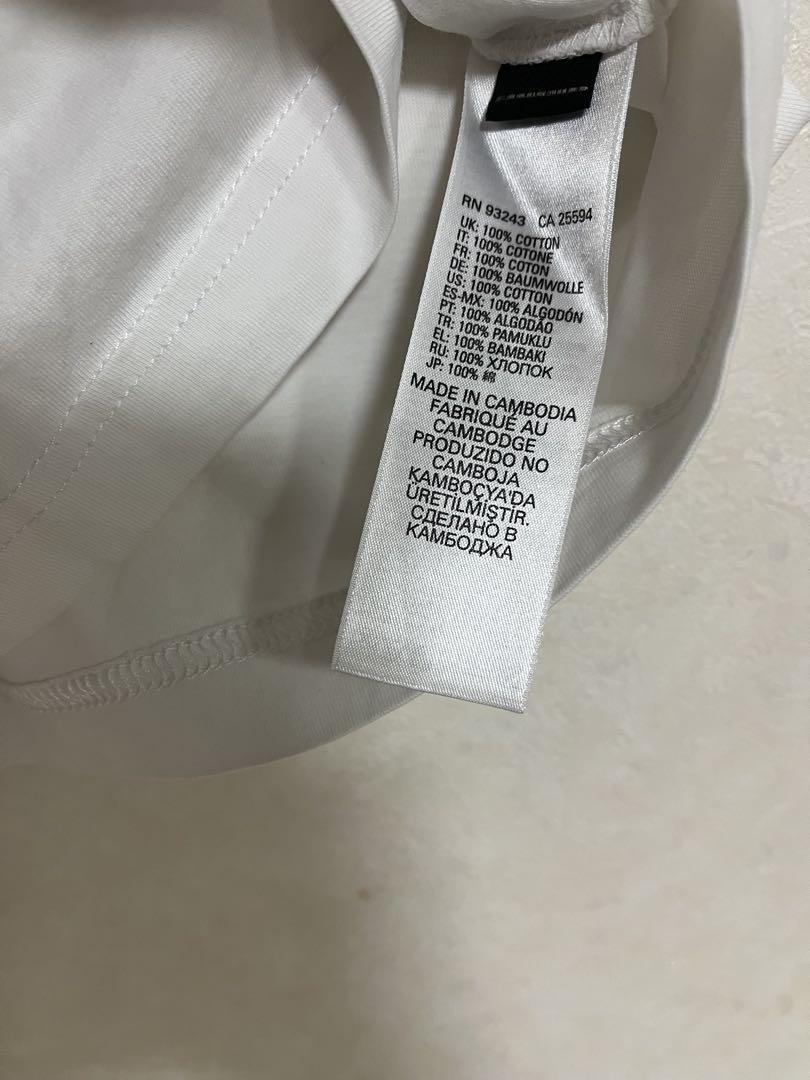 RN 93243 CA 25594
UK: 100% COTTON
IT: 100% COTONE
FR: 100% COTON
DE: 100% BAUMWOLLE
US: 100% COTTON
ES-MX: 100% ALGODÓN
PT: 100% ALGODÃO
TR: 100% PAMUKLU
EL: 100% BAMBAKI
RU: 100% ХЛОПОК
JP: 100% 綿
MADE IN CAMBODIA
FABRIQUÉ AU
CAMBODGE
PRODUZIDO NO
CAMBOJA
KAMBOÇYA'DA
ÜRETİLMİŞTİR.
СДЕЛАНО В
КАМБОДЖА